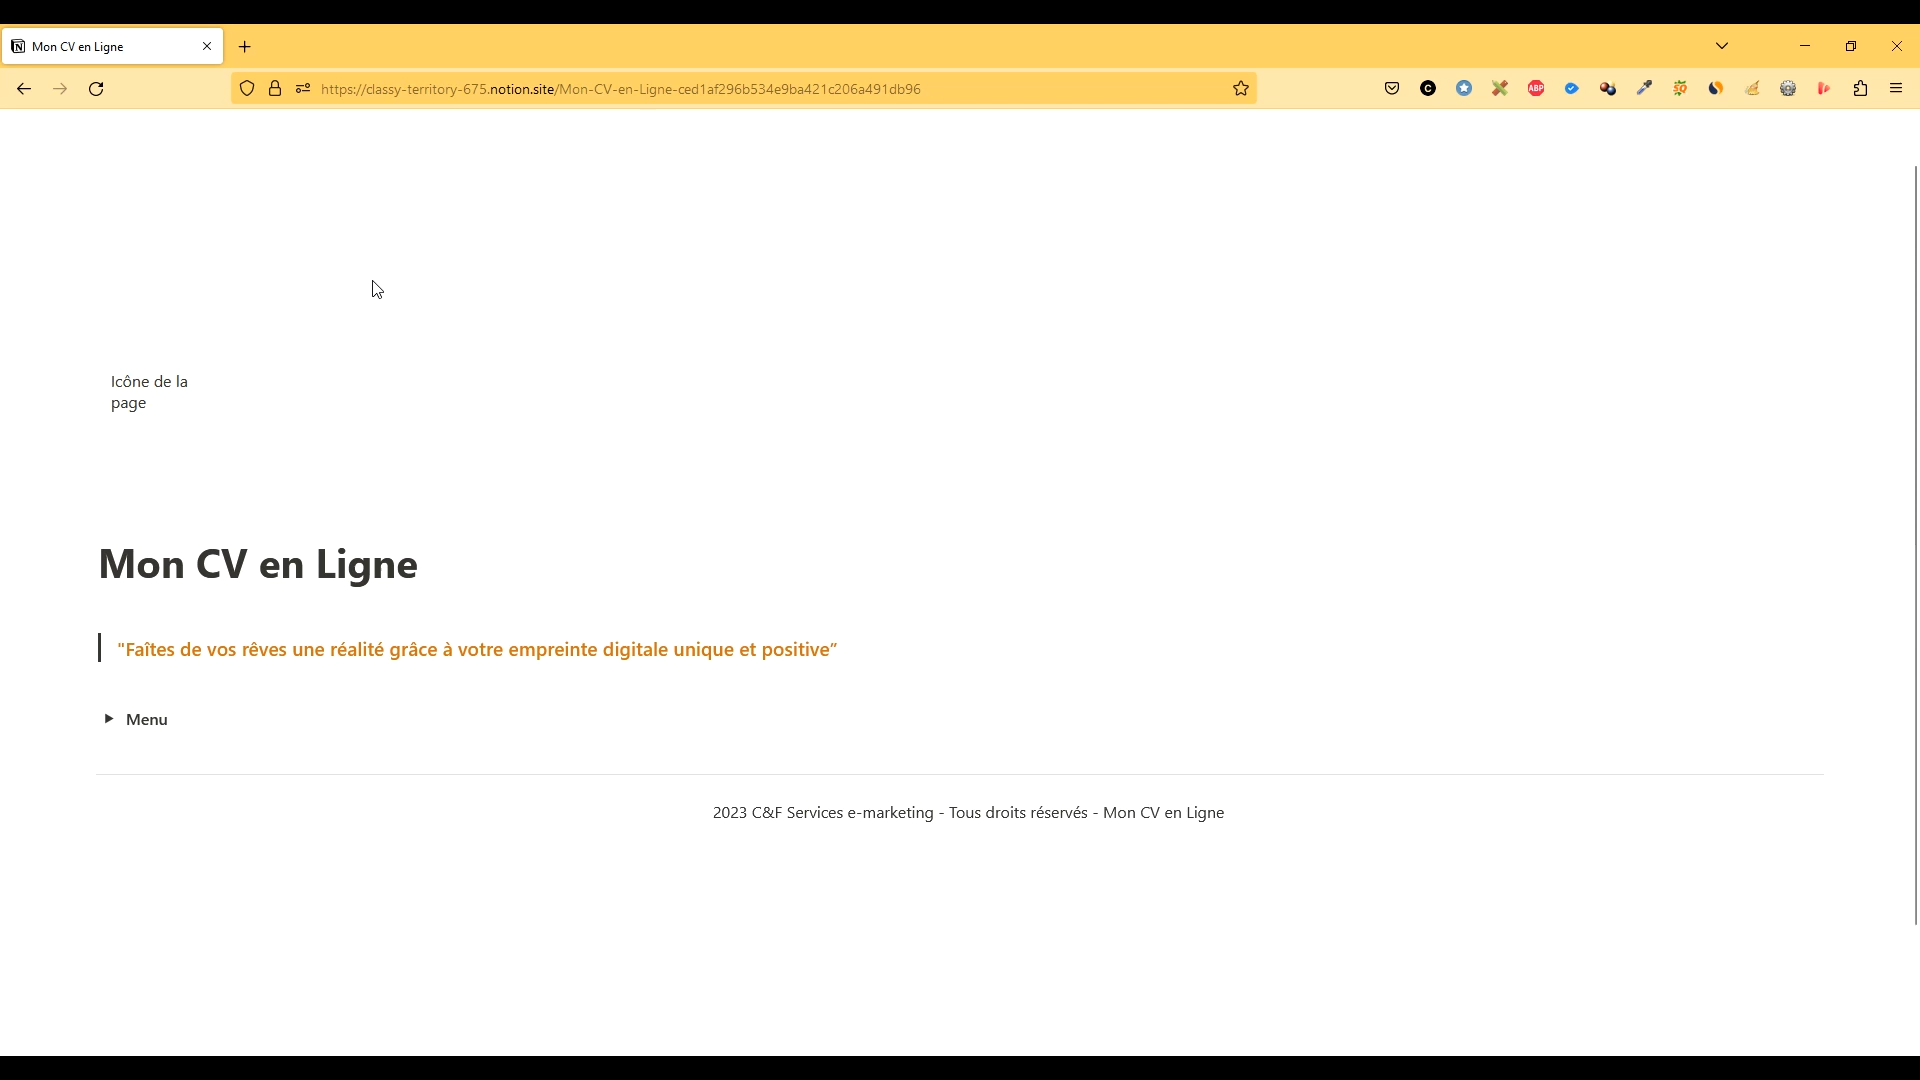 Mon CV en Ligne
https://classy-territory-675.notion.site/Mon-CV-en-Ligne-ced1af296b534e9ba421c206a491db96
ABP
Icône de la
page
Mon CV en Ligne
"Faîtes de vos rêves une réalité grâce à votre empreinte digitale unique et positive”
Menu
2023 C&F Services e-marketing - Tous droits réservés - Mon CV en Ligne